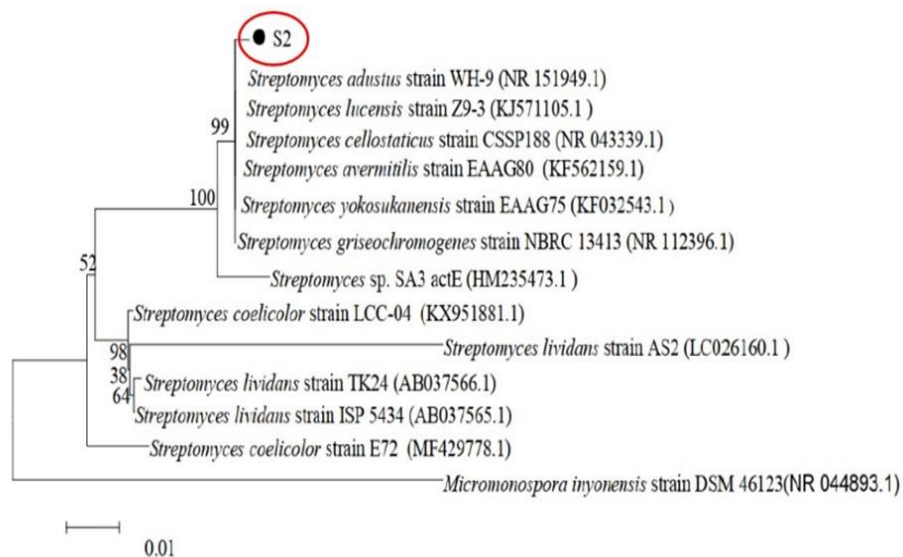 S2
Streptomyces adustus strain WH-9 (NR 151949.1)
Streptomyces lucensis strain Z9-3 (KJ571105.1 )
99
Streptomyces cellostaticus strain CSSP188 (NR 043339.1)
Streptomyces avermitilis strain EAAG80 (KF562159.1)
100
Streptomyces yokosukanensis strain EAAG75 (KF032543.1 )
Streptomyces griseochromogenes strain NBRC 13413 (NR 112396.1)
52
Streptomyces sp. SA3 actE (HM235473.1 )
Streptomyces coelicolor strain LCC-04 (KX951881.1)
98
Streptomyces lividans strain AS2 (LC026160.1 )
38
Streptomyces lividans strain TK24 (AB037566.1)
64
Streptomyces lividans strain ISP 5434 (AB037565.1)
Streptomyces coelicolor strain E72 (MF429778.1)
Micromonospora inyonensis strain DSM 46123(NR 044893.1)
0.01